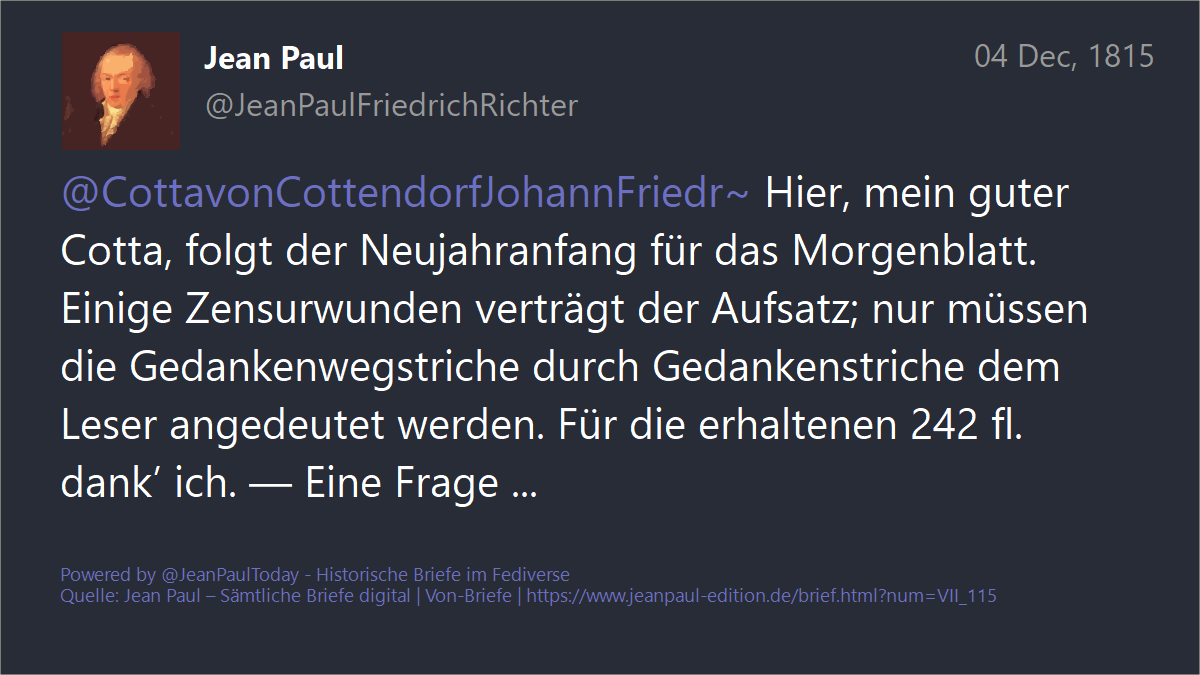 Jean Paul
04 Dec, 1815
@JeanPaulFriedrichRichter
@CottavonCottendorfJohannFriedr~ Hier, mein guter
Cotta, folgt der Neujahranfang für das Morgenblatt.
Einige Zensurwunden verträgt der Aufsatz; nur müssen
die Gedankenwegstriche durch Gedankenstriche dem
Leser angedeutet werden. Für die erhaltenen 242 fl.
dank’ ich. — Eine Frage ...
Powered by @JeanPaulToday - Historische Briefe im Fediverse
Quelle: Jean Paul – Sämtliche Briefe digital | Von-Briefe | https://www.jeanpaul-edition.de/brief.html?num=VII_115